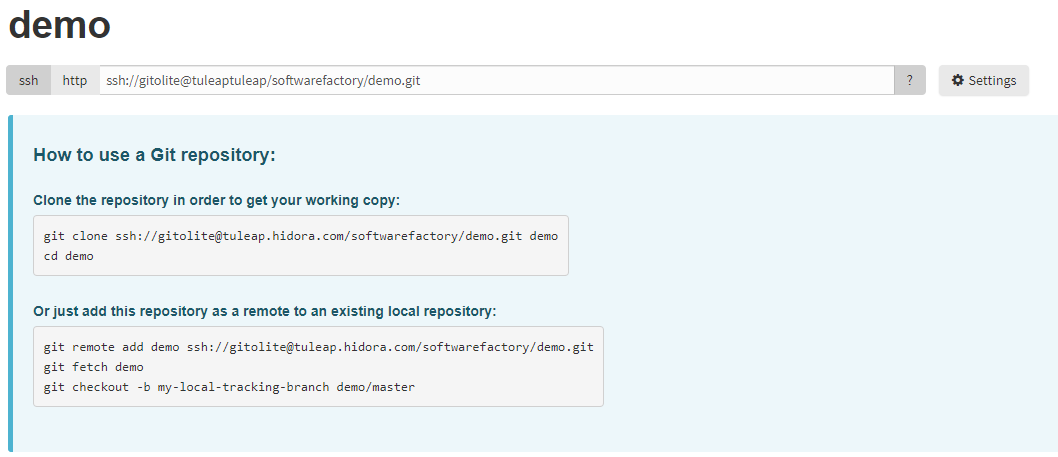 demo
ssh http ssh://gitolite@tuleaptuleap/softwarefactory/demo.git ? Settings
How to use a Git repository:
Clone the repository in order to get your working copy:
git clone ssh://gitolite@tuleap.hidora.com/softwarefactory/demo.git demo
cd demo
Or just add this repository as a remote to an existing local repository:
git remote add demo ssh://gitolite@tuleap.hidora.com/softwarefactory/demo.git
git fetch demo
git checkout -b my-local-tracking-branch demo/master